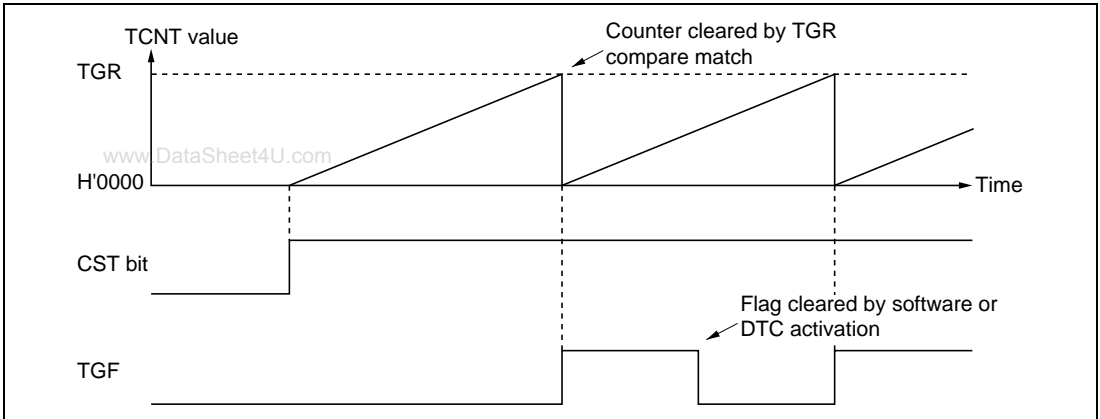 TCNT value
Counter cleared by TGR
compare match
TGR
www.DataSheet4U.com
H'0000
Time
CST bit
Flag cleared by software or
DTC activation
TGF